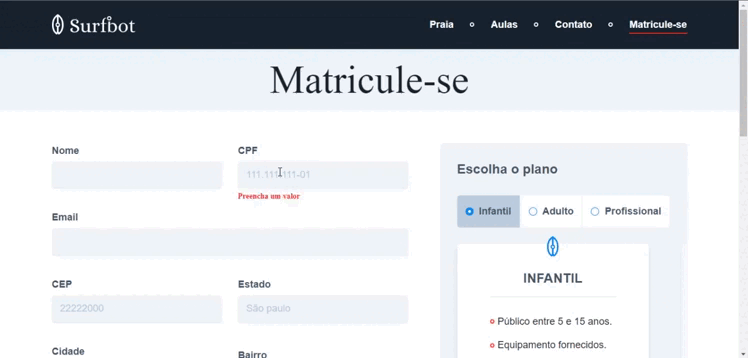 Surfbot
Praia
Aulas
Contato
Matricule-se
Matricule-se
Nome
CPF
111.111.111-01
Preencha um valor
Email
CEP
Estado
22222000
São paulo
Cidade
Bairro
Escolha o plano
Infantil
Adulto
Profissional
INFANTIL
Público entre 5 e 15 anos.
Equipamento fornecidos.